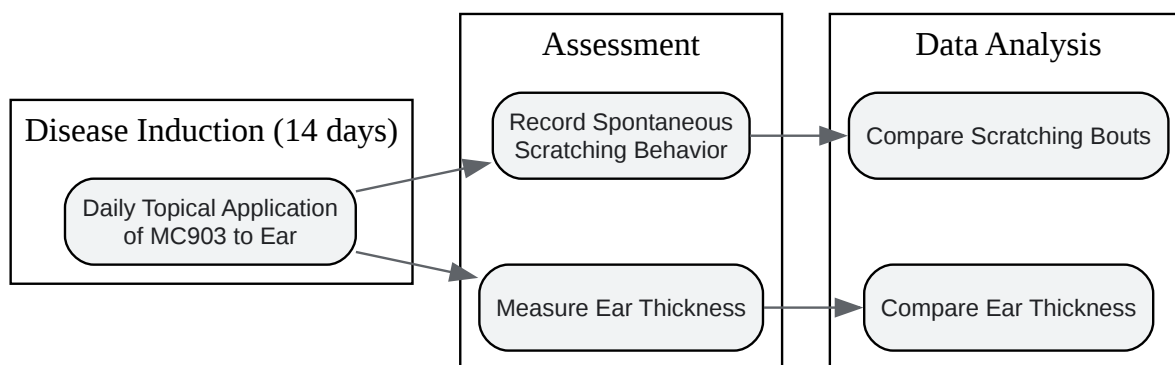 Disease Induction (14 days)
Daily Topical Application
of MC903 to Ear
Assessment
Record Spontaneous
Scratching Behavior
Measure Ear Thickness
Data Analysis
Compare Scratching Bouts
Compare Ear Thickness